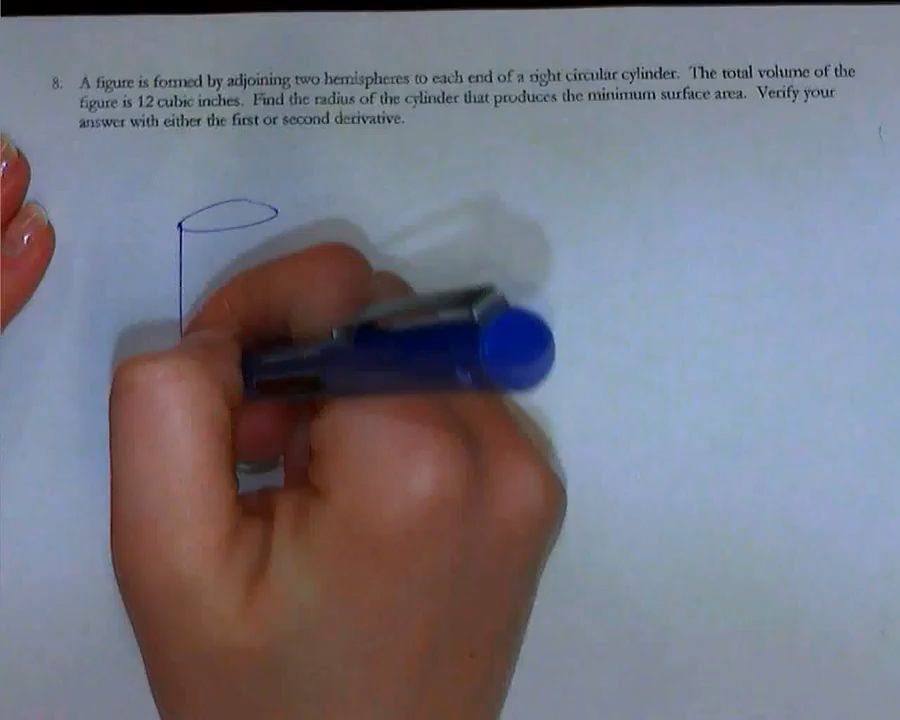 8. A figure is formed by adjoining two hemispheres to each end of a right circular cylinder. The total volume of the
figure is 12 cubic inches. Find the radius of the cylinder that produces the minimum surface area. Verify your
answer with either the first or second derivative.